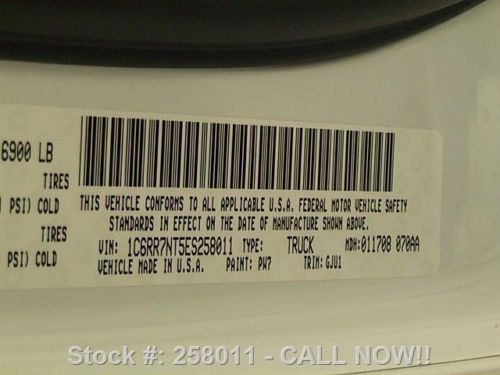 6900 LB
TIRES
PSI) COLD
TIRES
PSI) COLD
THIS VEHICLE CONFORMS TO ALL APPLICABLE U.S.A. FEDERAL MOTOR VEHICLE SAFETY
STANDARDS IN EFFECT ON THE DATE OF MANUFACTURE SHOWN ABOVE.
VIN: 1C6RR7NT5ES258011 TYPE: TRUCK MDH:011708 070AA
VEHICLE MADE IN U.S.A. PAINT: PW7 TRIM: GJU1
Stock #: 258011 - CALL NOW!!